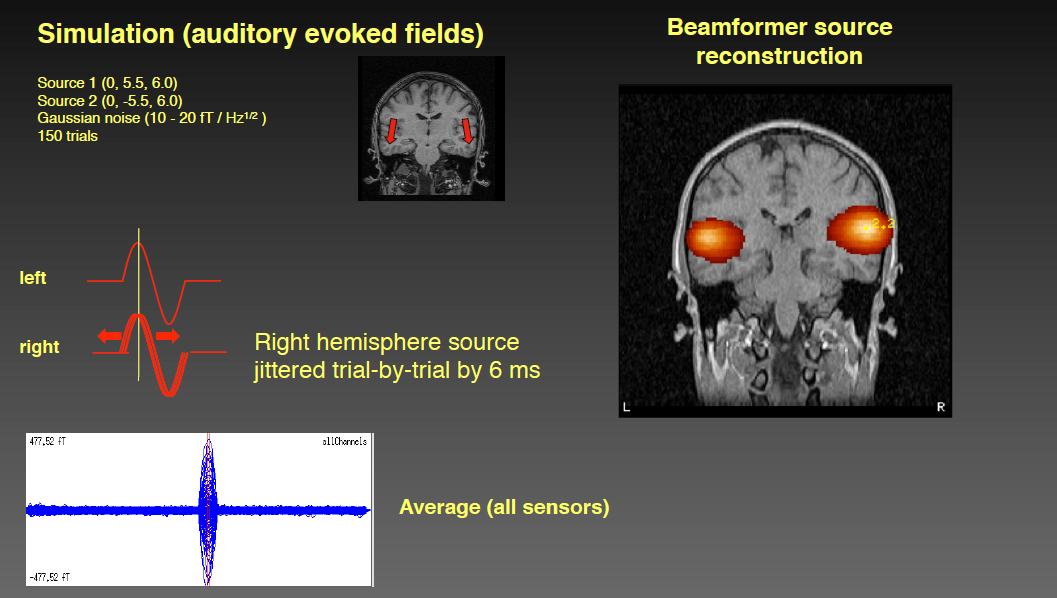 Simulation (auditory evoked fields)
Source 1 (0, 5.5, 6.0)
Source 2 (0, -5.5, 6.0)
Gaussian noise (10 - 20 fT / Hz1/2 )
150 trials
Beamformer source
reconstruction
2.2
L
R
left
right
Right hemisphere source
jittered trial-by-trial by 6 ms
477.52 fT
allChannels
-477.52 fT
Average (all sensors)